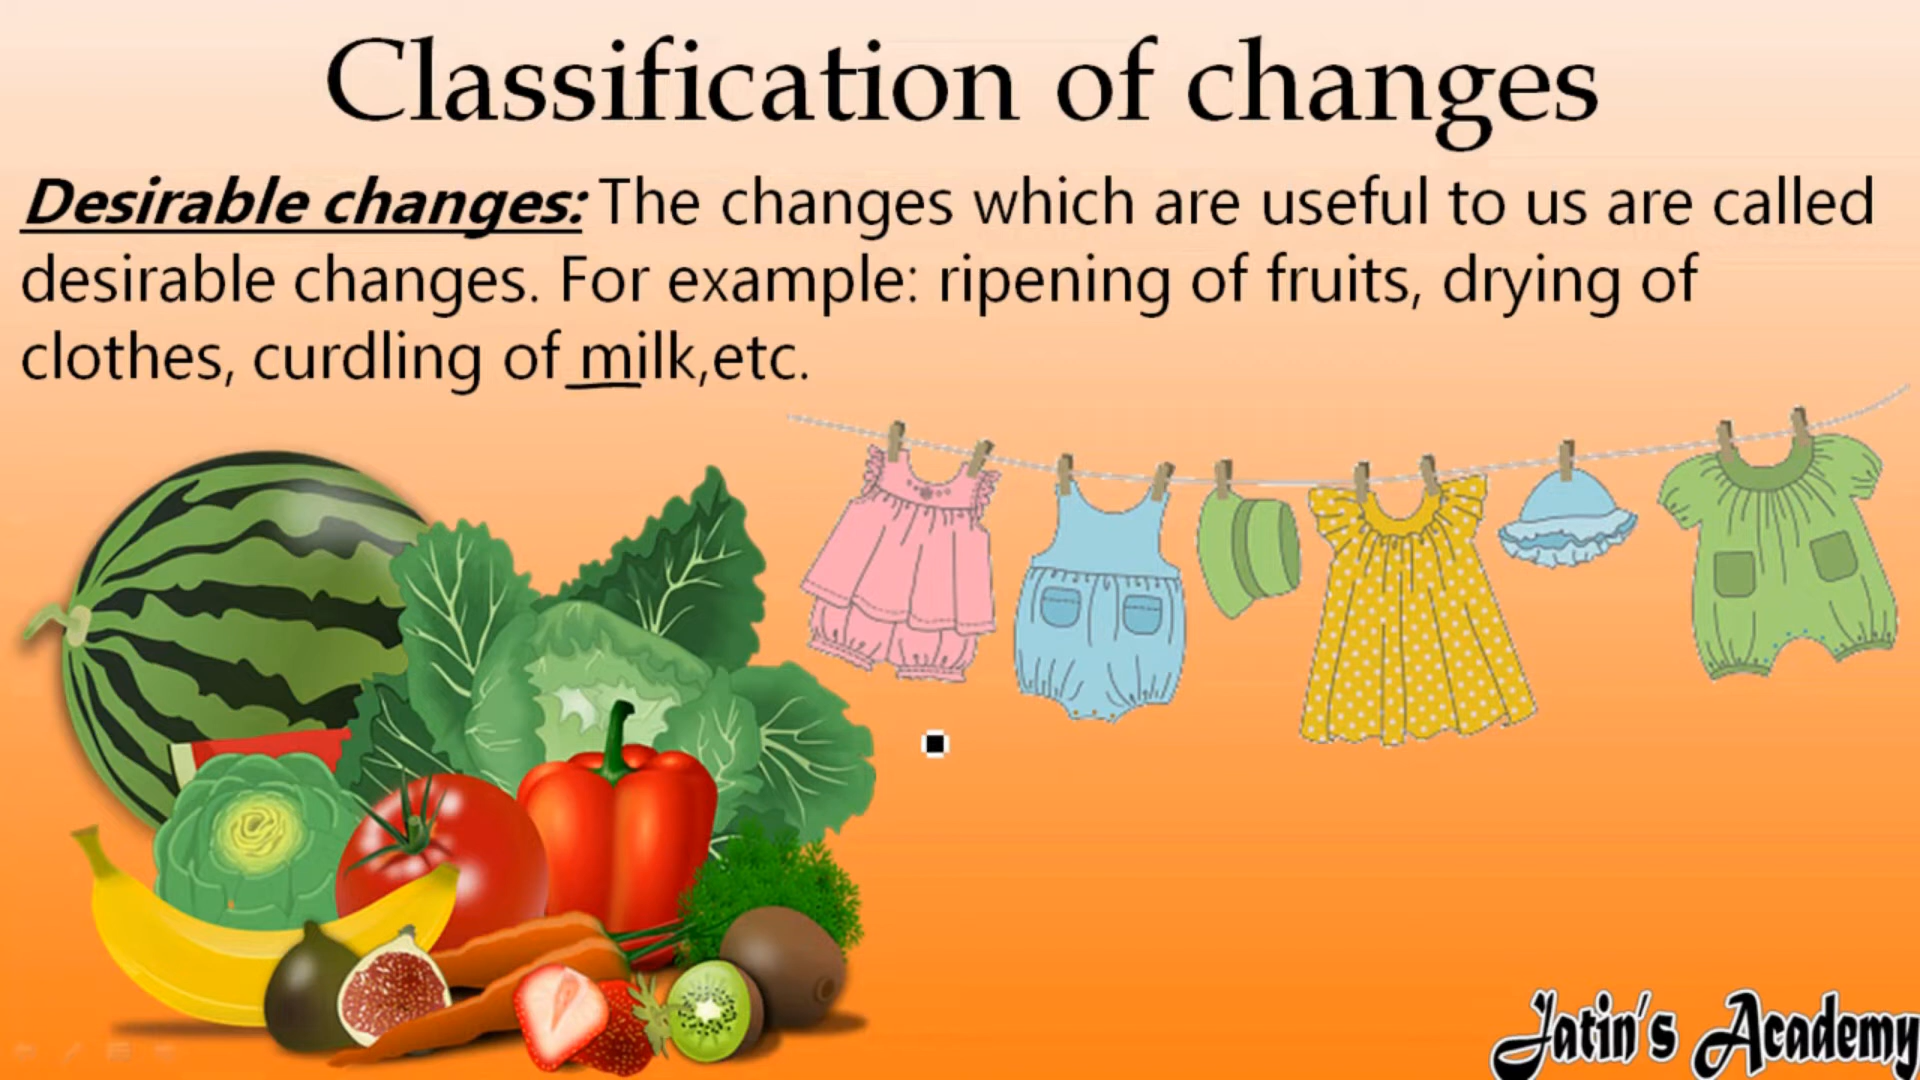 Classification of changes
Desirable changes: The changes which are useful to us are called
desirable changes. For example: ripening of fruits, drying of
clothes, curdling of milk,etc.
Jatin's Academy